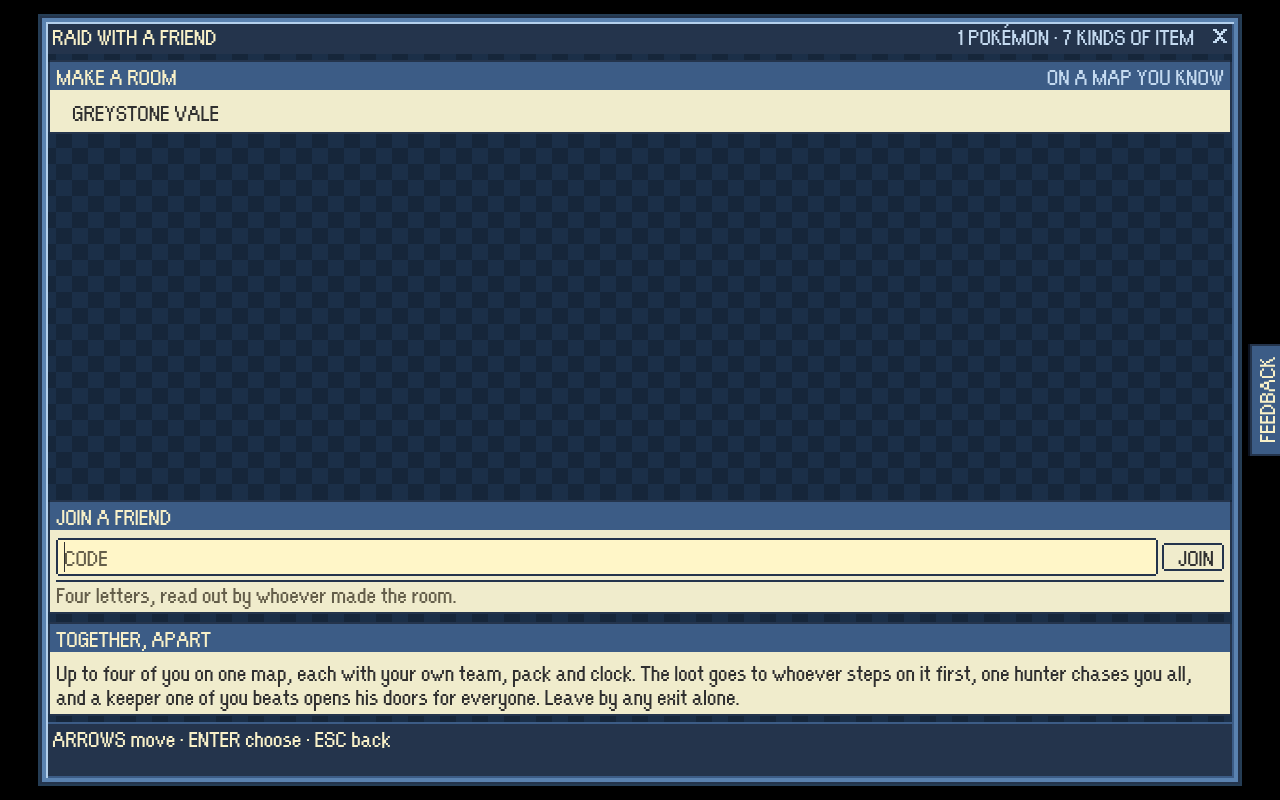 RAID WITH A FRIEND
1 POKÉMON · 7 KINDS OF ITEM X
MAKE A ROOM
ON A MAP YOU KNOW
GREYSTONE VALE
FEEDBACK
JOIN A FRIEND
CODE
JOIN
Four letters, read out by whoever made the room.
TOGETHER, APART
Up to four of you on one map, each with your own team, pack and clock. The loot goes to whoever steps on it first, one hunter chases you all,
and a keeper one of you beats opens his doors for everyone. Leave by any exit alone.
ARROWS move · ENTER choose · ESC back